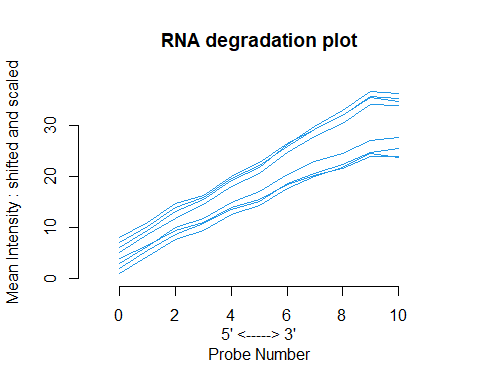 RNA degradation plot
Mean Intensity : shifted and scaled
30
20
10
0
0 2 4 6 8 10
5' <-----> 3'
Probe Number